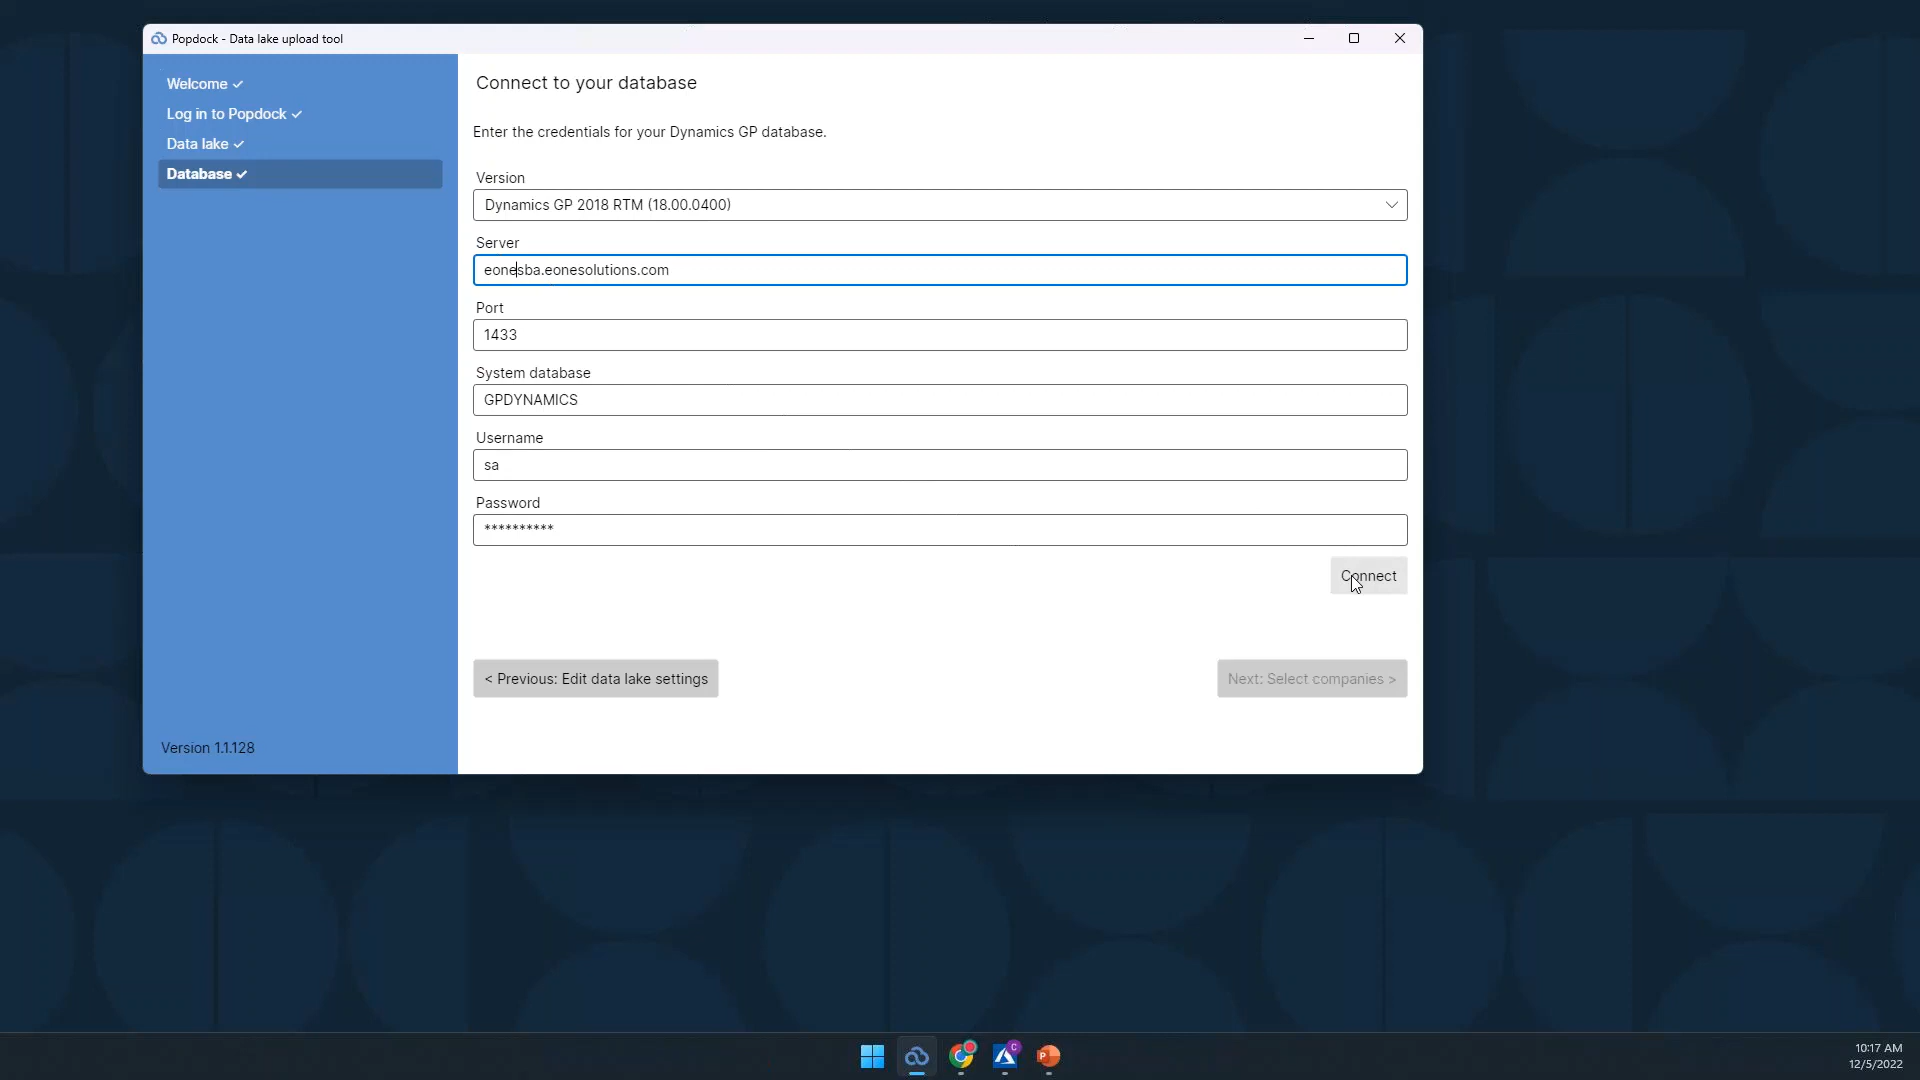 Popdock - Data lake upload tool
Welcome ✓
Log in to Popdock ✓
Data lake ✓
Database ✓
Version 1.1.128
Connect to your database
Enter the credentials for your Dynamics GP database.
Version
Dynamics GP 2018 RTM (18.00.0400)
Server
eonesba.eonesolutions.com
Port
1433
System database
GPDYNAMICS
Username
sa
Password
**********
Connect
< Previous: Edit data lake settings
Next: Select companies >
C
P
10:17 AM
12/5/2022